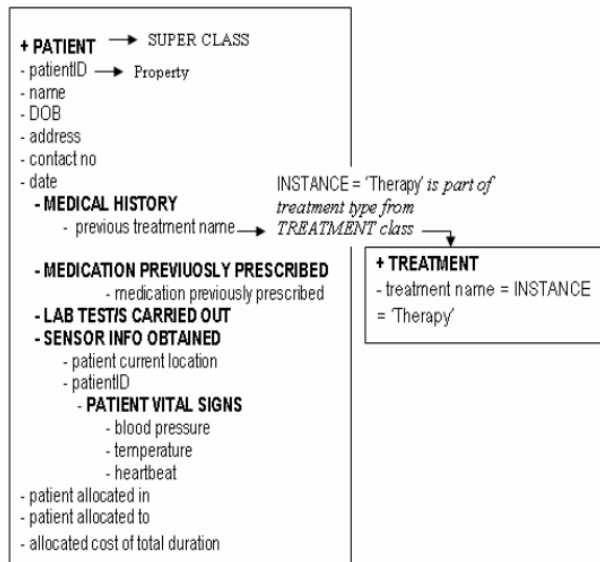 + PATIENT → SUPER CLASS
- patientID → Property
- name
- DOB
- address
- contact no
- date
- MEDICAL HISTORY
- previous treatment name
INSTANCE = 'Therapy' is part of
treatment type from
TREATMENT class
+ TREATMENT
- treatment name = INSTANCE
= 'Therapy'
- MEDICATION PREVIUOSLY PRESCRIBED
- medication previously prescribed
- LAB TEST/S CARRIED OUT
- SENSOR INFO OBTAINED
- patient current location
- patientID
- PATIENT VITAL SIGNS
- blood pressure
- temperature
- heartbeat
- patient allocated in
- patient allocated to
- allocated cost of total duration